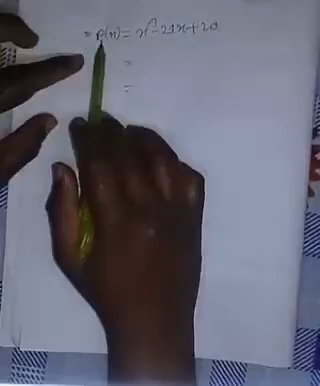 = p(x) = x² - 21x + 20
=
=